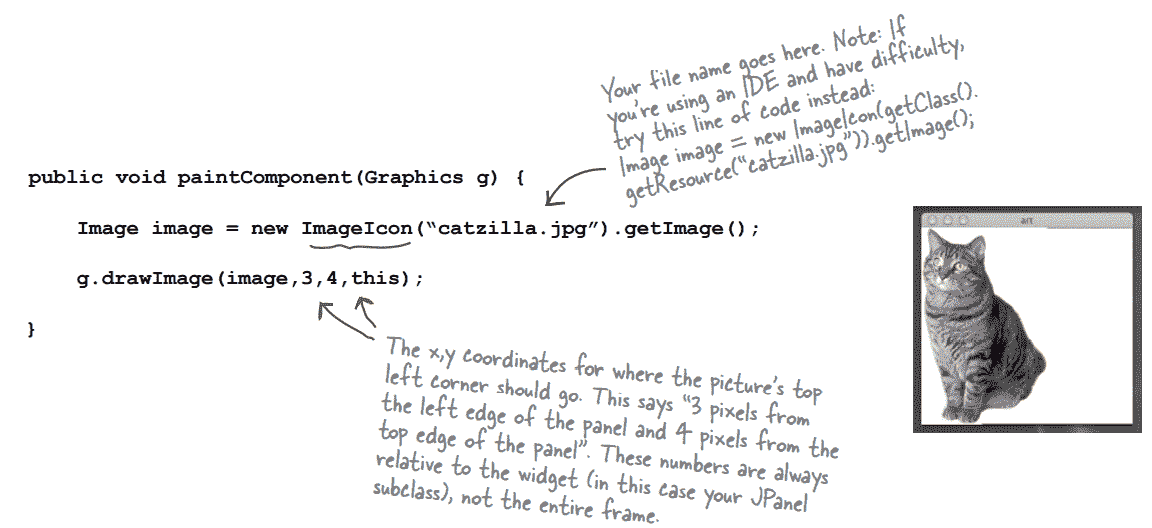 Your file name goes here. Note: If
you're using an IDE and have difficulty,
try this line of code instead:
Image image = new ImageIcon(getClass().
getResource(“catzilla.jpg”)).getImage();
public void paintComponent(Graphics g) {
Image image = new ImageIcon(“catzilla.jpg”).getImage();
g.drawImage(image,3,4,this);
}
The x,y coordinates for where the picture's top
left corner should go. This says “3 pixels from
the left edge of the panel and 4 pixels from the
top edge of the panel”. These numbers are always
relative to the widget (in this case your JPanel
subclass), not the entire frame.